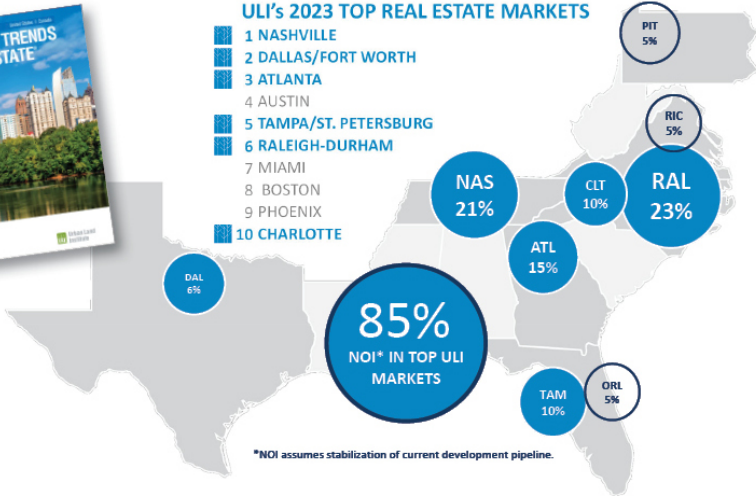 ULI's 2023 TOP REAL ESTATE MARKETS
1 NASHVILLE
2 DALLAS/FORT WORTH
3 ATLANTA
4 AUSTIN
5 TAMPA/ST. PETERSBURG
6 RALEIGH-DURHAM
7 MIAMI
8 BOSTON
9 PHOENIX
10 CHARLOTTE
TRENDS
Urban Land
Institute
PIT
5%
RIC
5%
NAS
21%
CLT
10%
RAL
23%
ATL
15%
DAL
6%
85%
NOI* IN TOP ULI
MARKETS
TAM
10%
ORL
5%
*NOI assumes stabilization of current development pipeline.